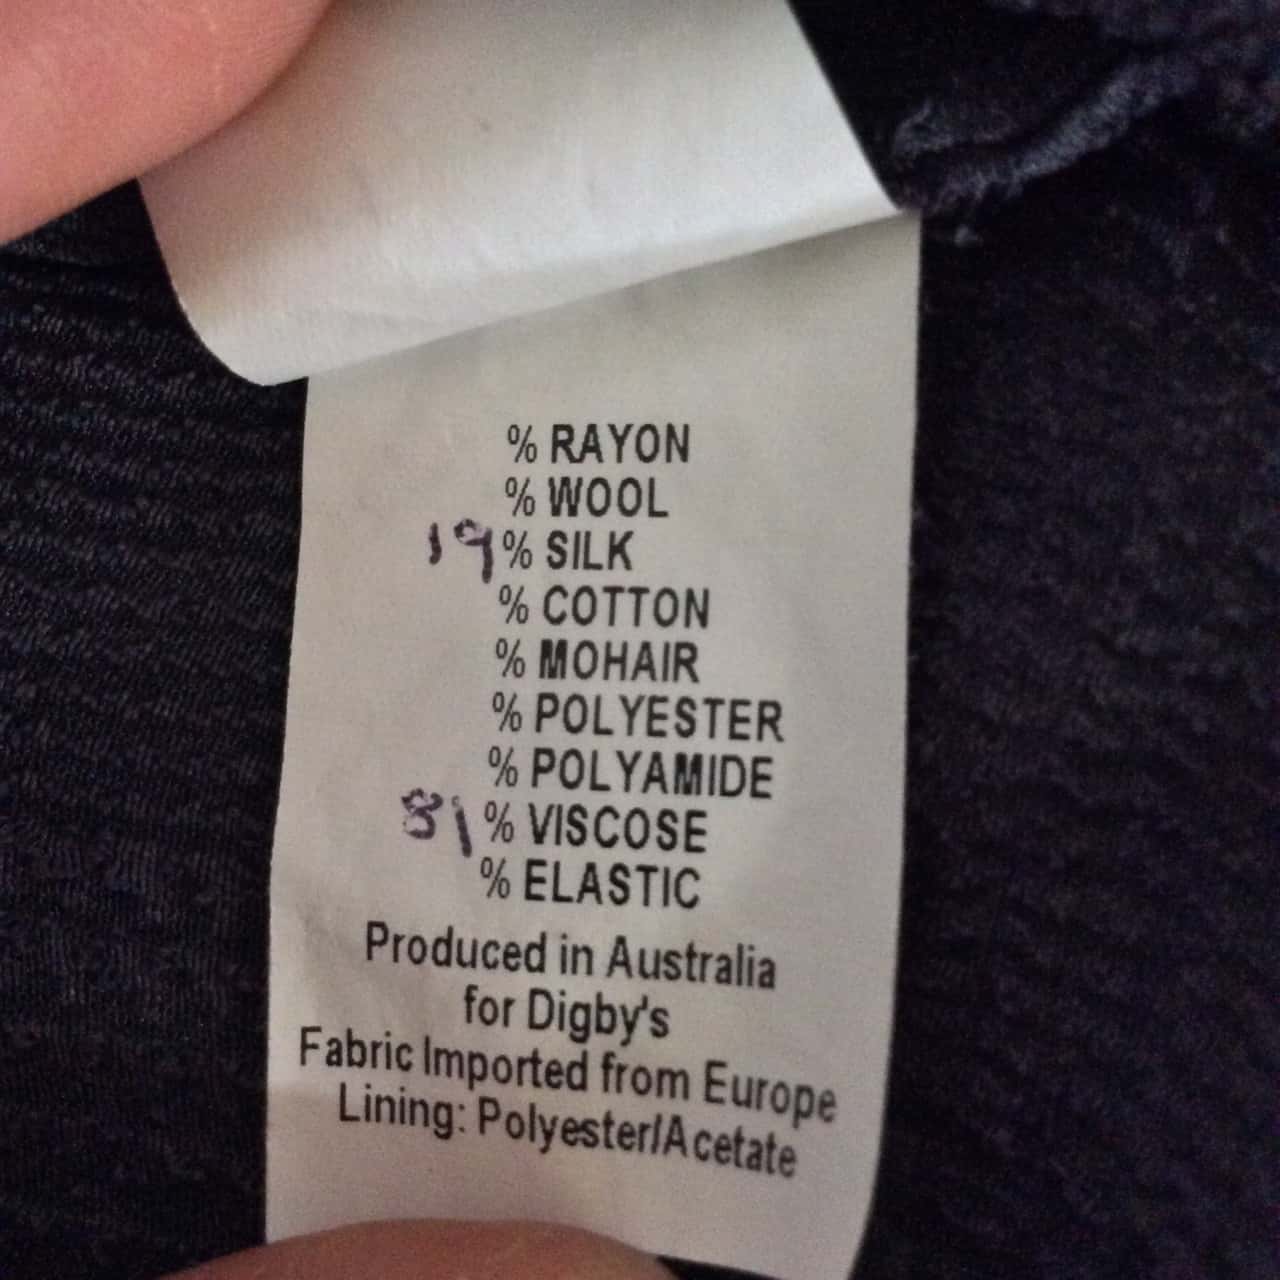 % RAYON
% WOOL
19% SILK
% COTTON
% MOHAIR
% POLYESTER
% POLYAMIDE
81% VISCOSE
% ELASTIC
Produced in Australia
for Digby's
Fabric Imported from Europe
Lining: Polyester/Acetate